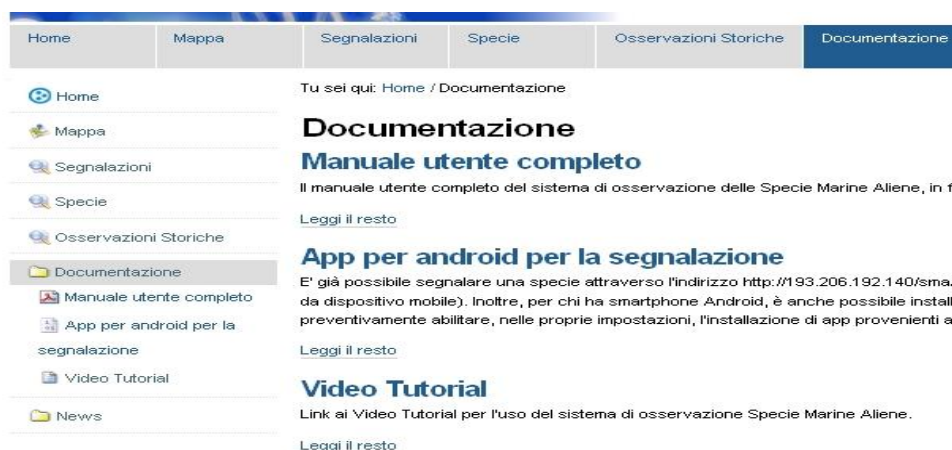 Home Mappa Segnalazioni Specie Osservazioni Storiche Documentazione
Home
Mappa
Segnalazioni
Specie
Osservazioni Storiche
Documentazione
Manuale utente completo
App per android per la
segnalazione
Video Tutorial
News
Tu sei qui: Home / Documentazione
Documentazione
Manuale utente completo
Il manuale utente completo del sistema di osservazione delle Specie Marine Aliene, in
Leggi il resto
App per android per la segnalazione
E' già possibile segnalare una specie attraverso l'indirizzo http://193.206.192.140/sma
da dispositivo mobile). Inoltre, per chi ha smartphone Android, è anche possibile instal
preventivamente abilitare, nelle proprie impostazioni, l'installazione di app provenienti a
Leggi il resto
Video Tutorial
Link ai Video Tutorial per l'uso del sistema di osservazione Specie Marine Aliene.
Leggi il resto